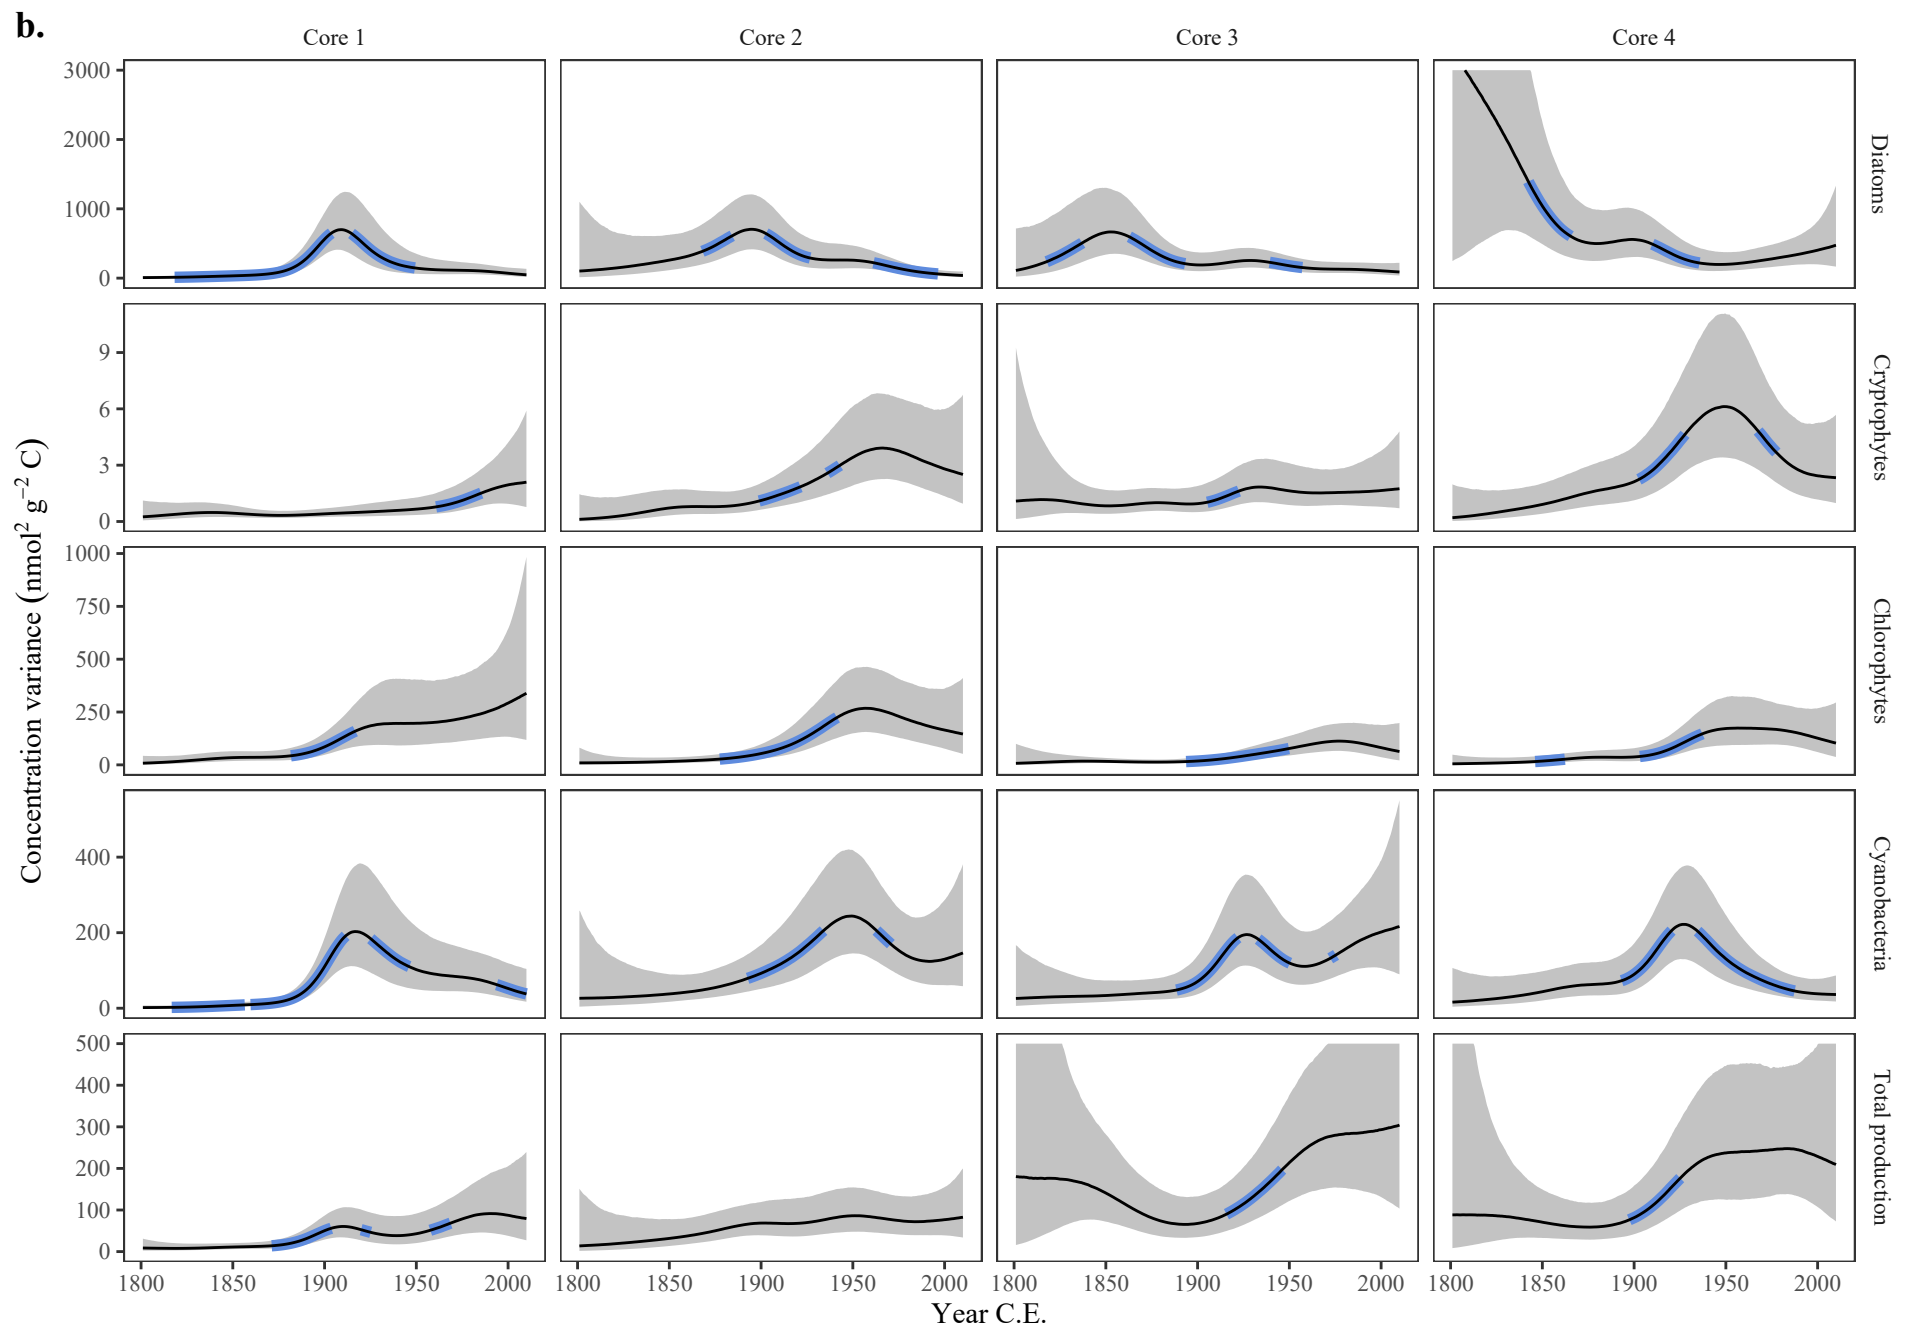 b.
Core 1 Core 2 Core 3 Core 4
3000
2000
1000
0
Diatoms
9
6
3
0
Cryptophytes
1000
750
500
250
0
Chlorophytes
400
200
0
Cyanobacteria
500
400
300
200
100
0
Total production
1800 1850 1900 1950 2000 1800 1850 1900 1950 2000 1800 1850 1900 1950 2000 1800 1850 1900 1950 2000
Year C.E.
Concentration variance (nmol² g⁻² C)